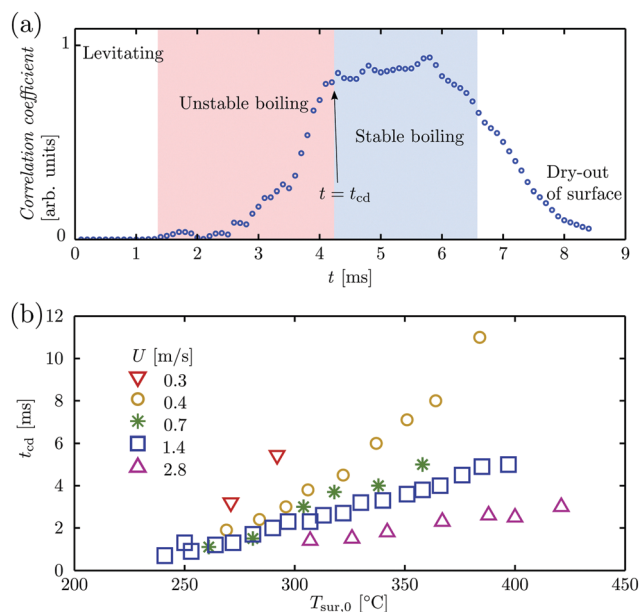 (a)
1
0
Correlation coefficient
[arb. units]
Levitating
Unstable boiling
Stable boiling
t = t_cd
Dry-out
of surface
0 1 2 3 4 5 6 7 8 9
t [ms]
(b)
12
10
8
6
4
2
0
t_cd [ms]
U [m/s]
0.3
0.4
0.7
1.4
2.8
200 250 300 350 400 450
T_sur,0 [°C]